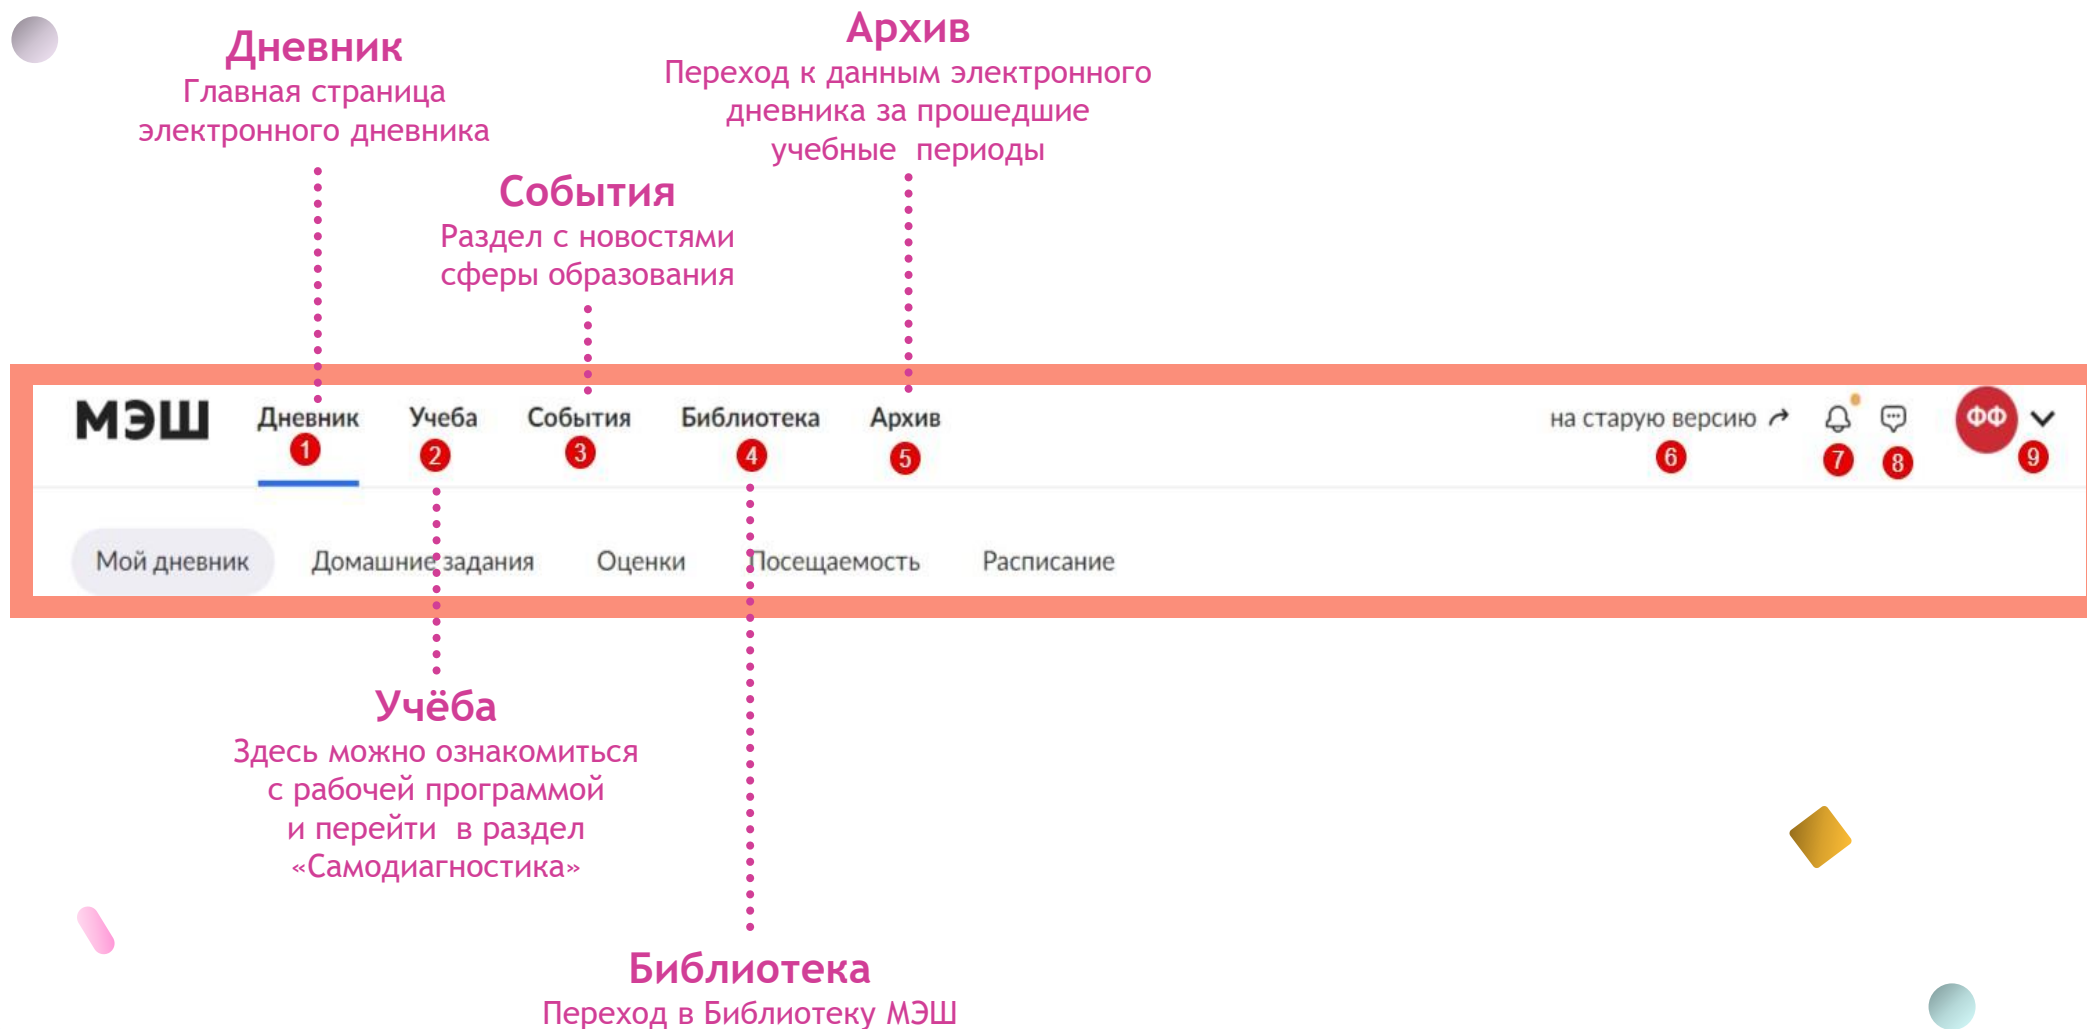 Дневник
Главная страница
электронного дневника
Архив
Переход к данным электронного
дневника за прошедшие
учебные периоды
События
Раздел с новостями
сферы образования
МЭШ Дневник Учеба События Библиотека Архив на старую версию ФФ
1 2 3 4 5 6 7 8 9
Мой дневник Домашние задания Оценки Посещаемость Расписание
Учёба
Здесь можно ознакомиться
с рабочей программой
и перейти в раздел
«Самодиагностика»
Библиотека
Переход в Библиотеку МЭШ